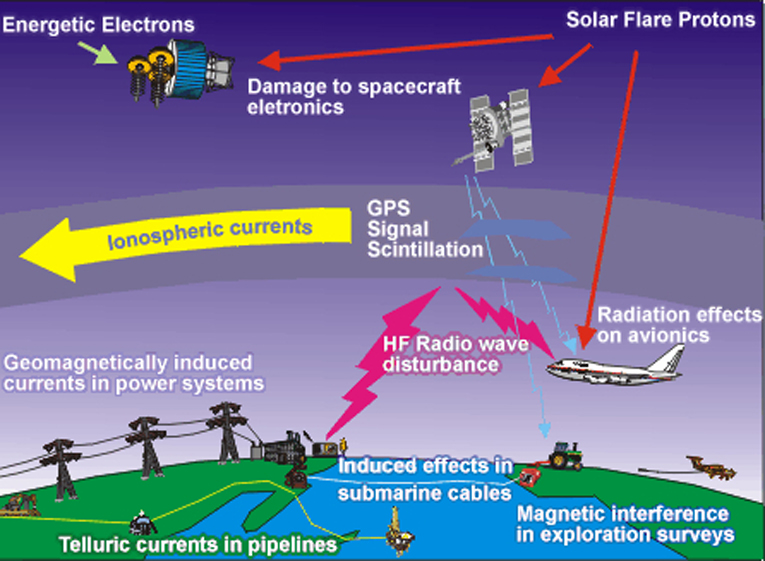 Energetic Electrons
Solar Flare Protons
Damage to spacecraft
eletronics
GPS
Signal
Scintillation
Ionospheric currents
Radiation effects
on avionics
HF Radio wave
disturbance
Geomagnetically induced
currents in power systems
Induced effects in
submarine cables
Magnetic interference
in exploration surveys
Telluric currents in pipelines